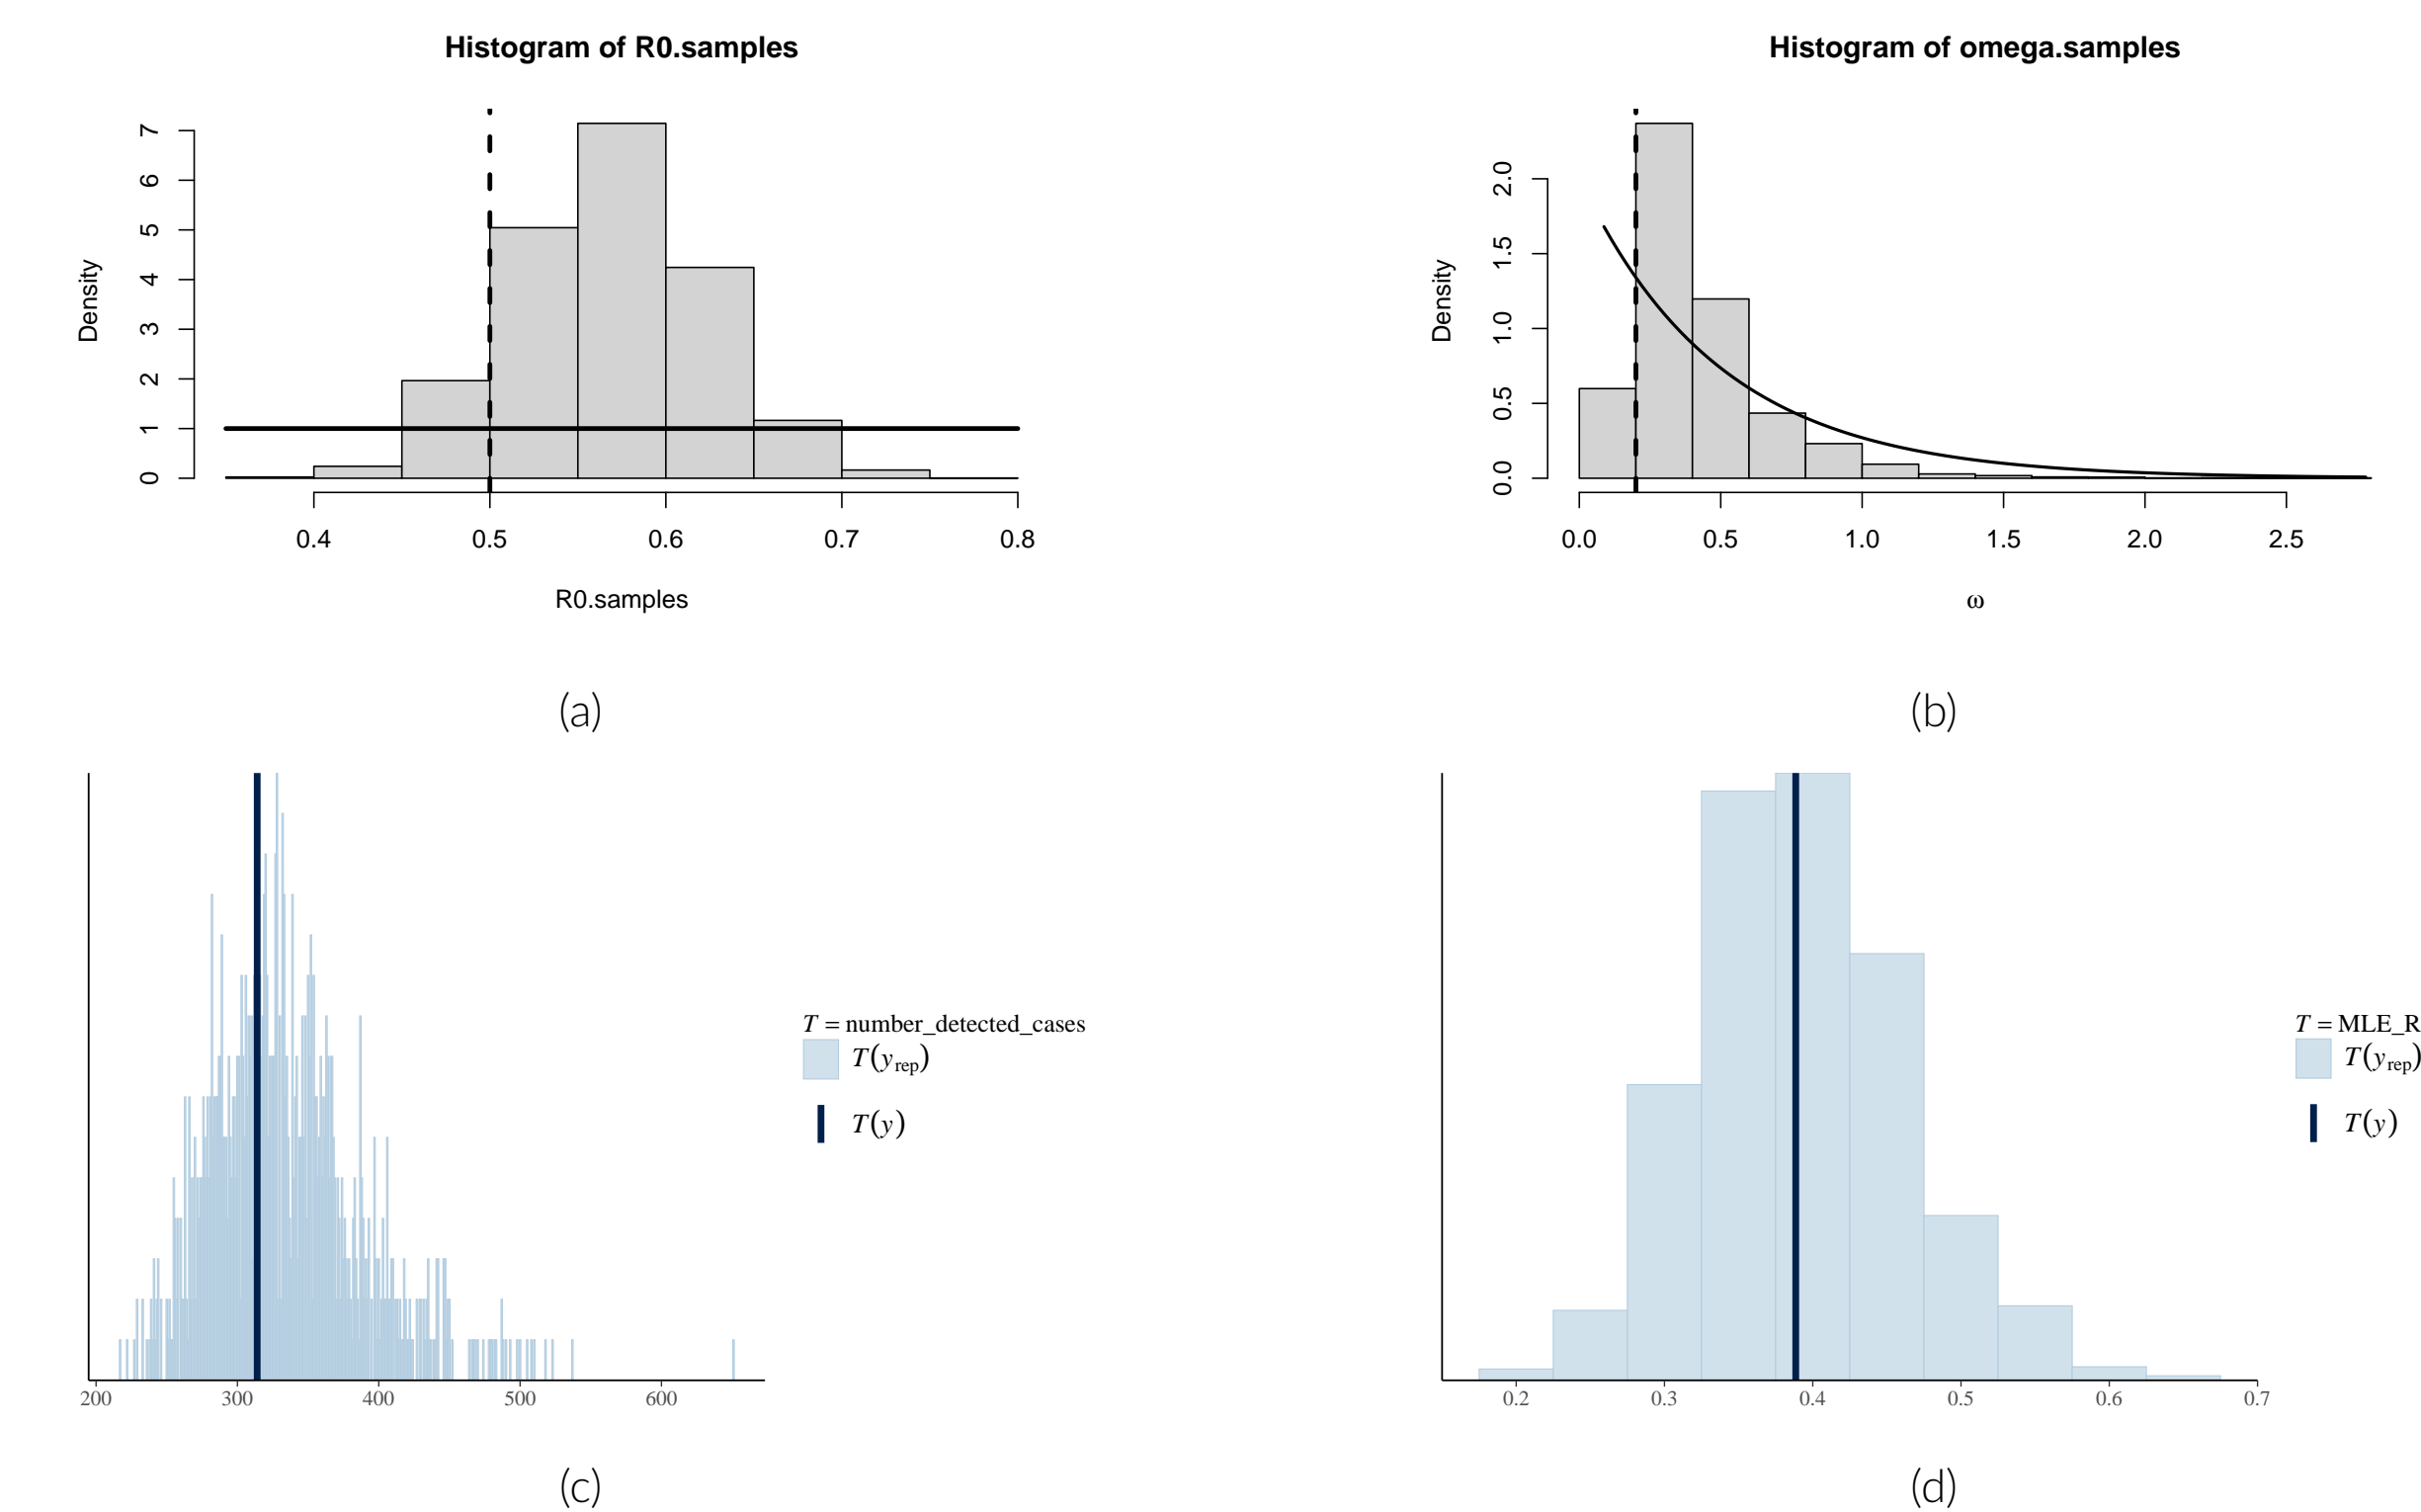 Histogram of R0.samples
Density
0 1 2 3 4 5 6 7
0.4 0.5 0.6 0.7 0.8
R0.samples
(a)
Histogram of omega.samples
Density
0.0 0.5 1.0 1.5 2.0
0.0 0.5 1.0 1.5 2.0 2.5
ω
(b)
T = number_detected_cases
T(y_rep)
T(y)
200 300 400 500 600
(c)
T = MLE_R
T(y_rep)
T(y)
0.2 0.3 0.4 0.5 0.6 0.7
(d)